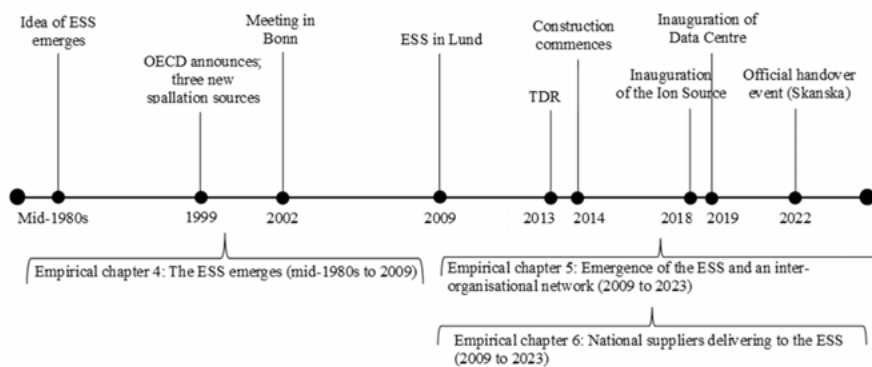 Idea of ESS
emerges
OECD announces;
three new
spallation sources
Meeting in
Bonn
ESS in Lund
TDR
Construction
commences
Inauguration
of the Ion Source
Inauguration of
Data Centre
Official handover
event (Skanska)
Mid-1980s
1999
2002
2009
2013
2014
2018
2019
2022
Empirical chapter 4: The ESS emerges (mid-1980s to 2009)
Empirical chapter 5: Emergence of the ESS and an inter-
organisational network (2009 to 2023)
Empirical chapter 6: National suppliers delivering to the ESS
(2009 to 2023)